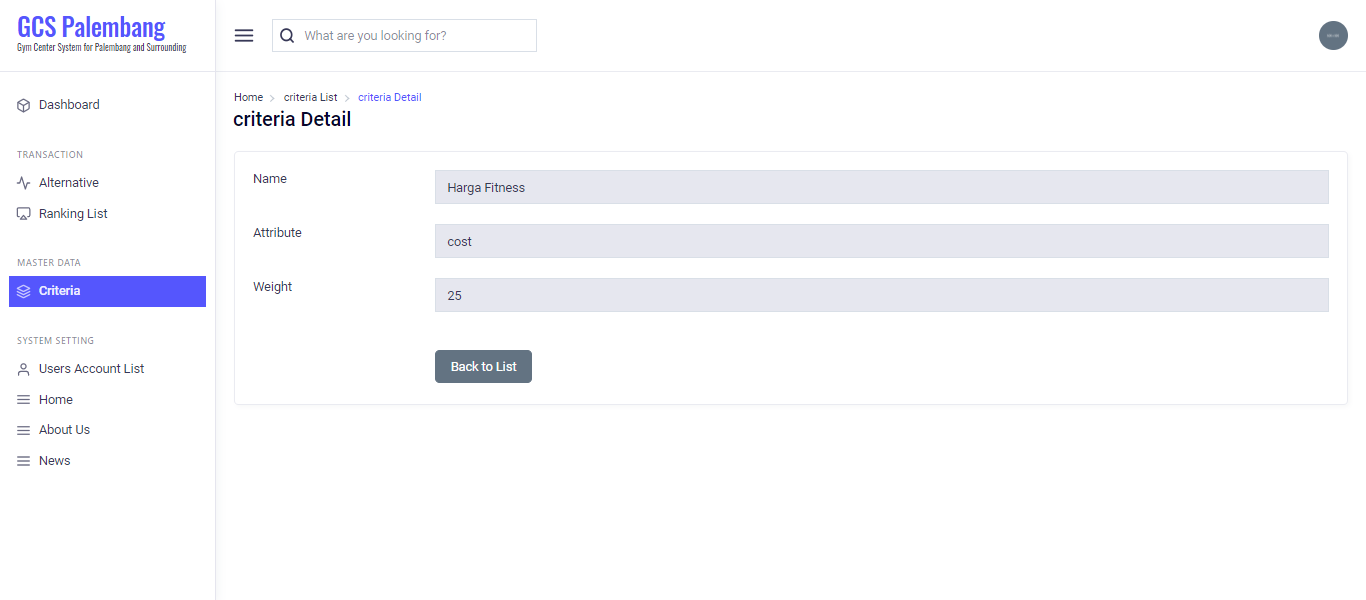 GCS Palembang
Gym Center System for Palembang and Surrounding
What are you looking for?
Dashboard
TRANSACTION
Alternative
Ranking List
MASTER DATA
Criteria
SYSTEM SETTING
Users Account List
Home
About Us
News
Home criteria List criteria Detail
criteria Detail
Name Harga Fitness
Attribute cost
Weight 25
Back to List